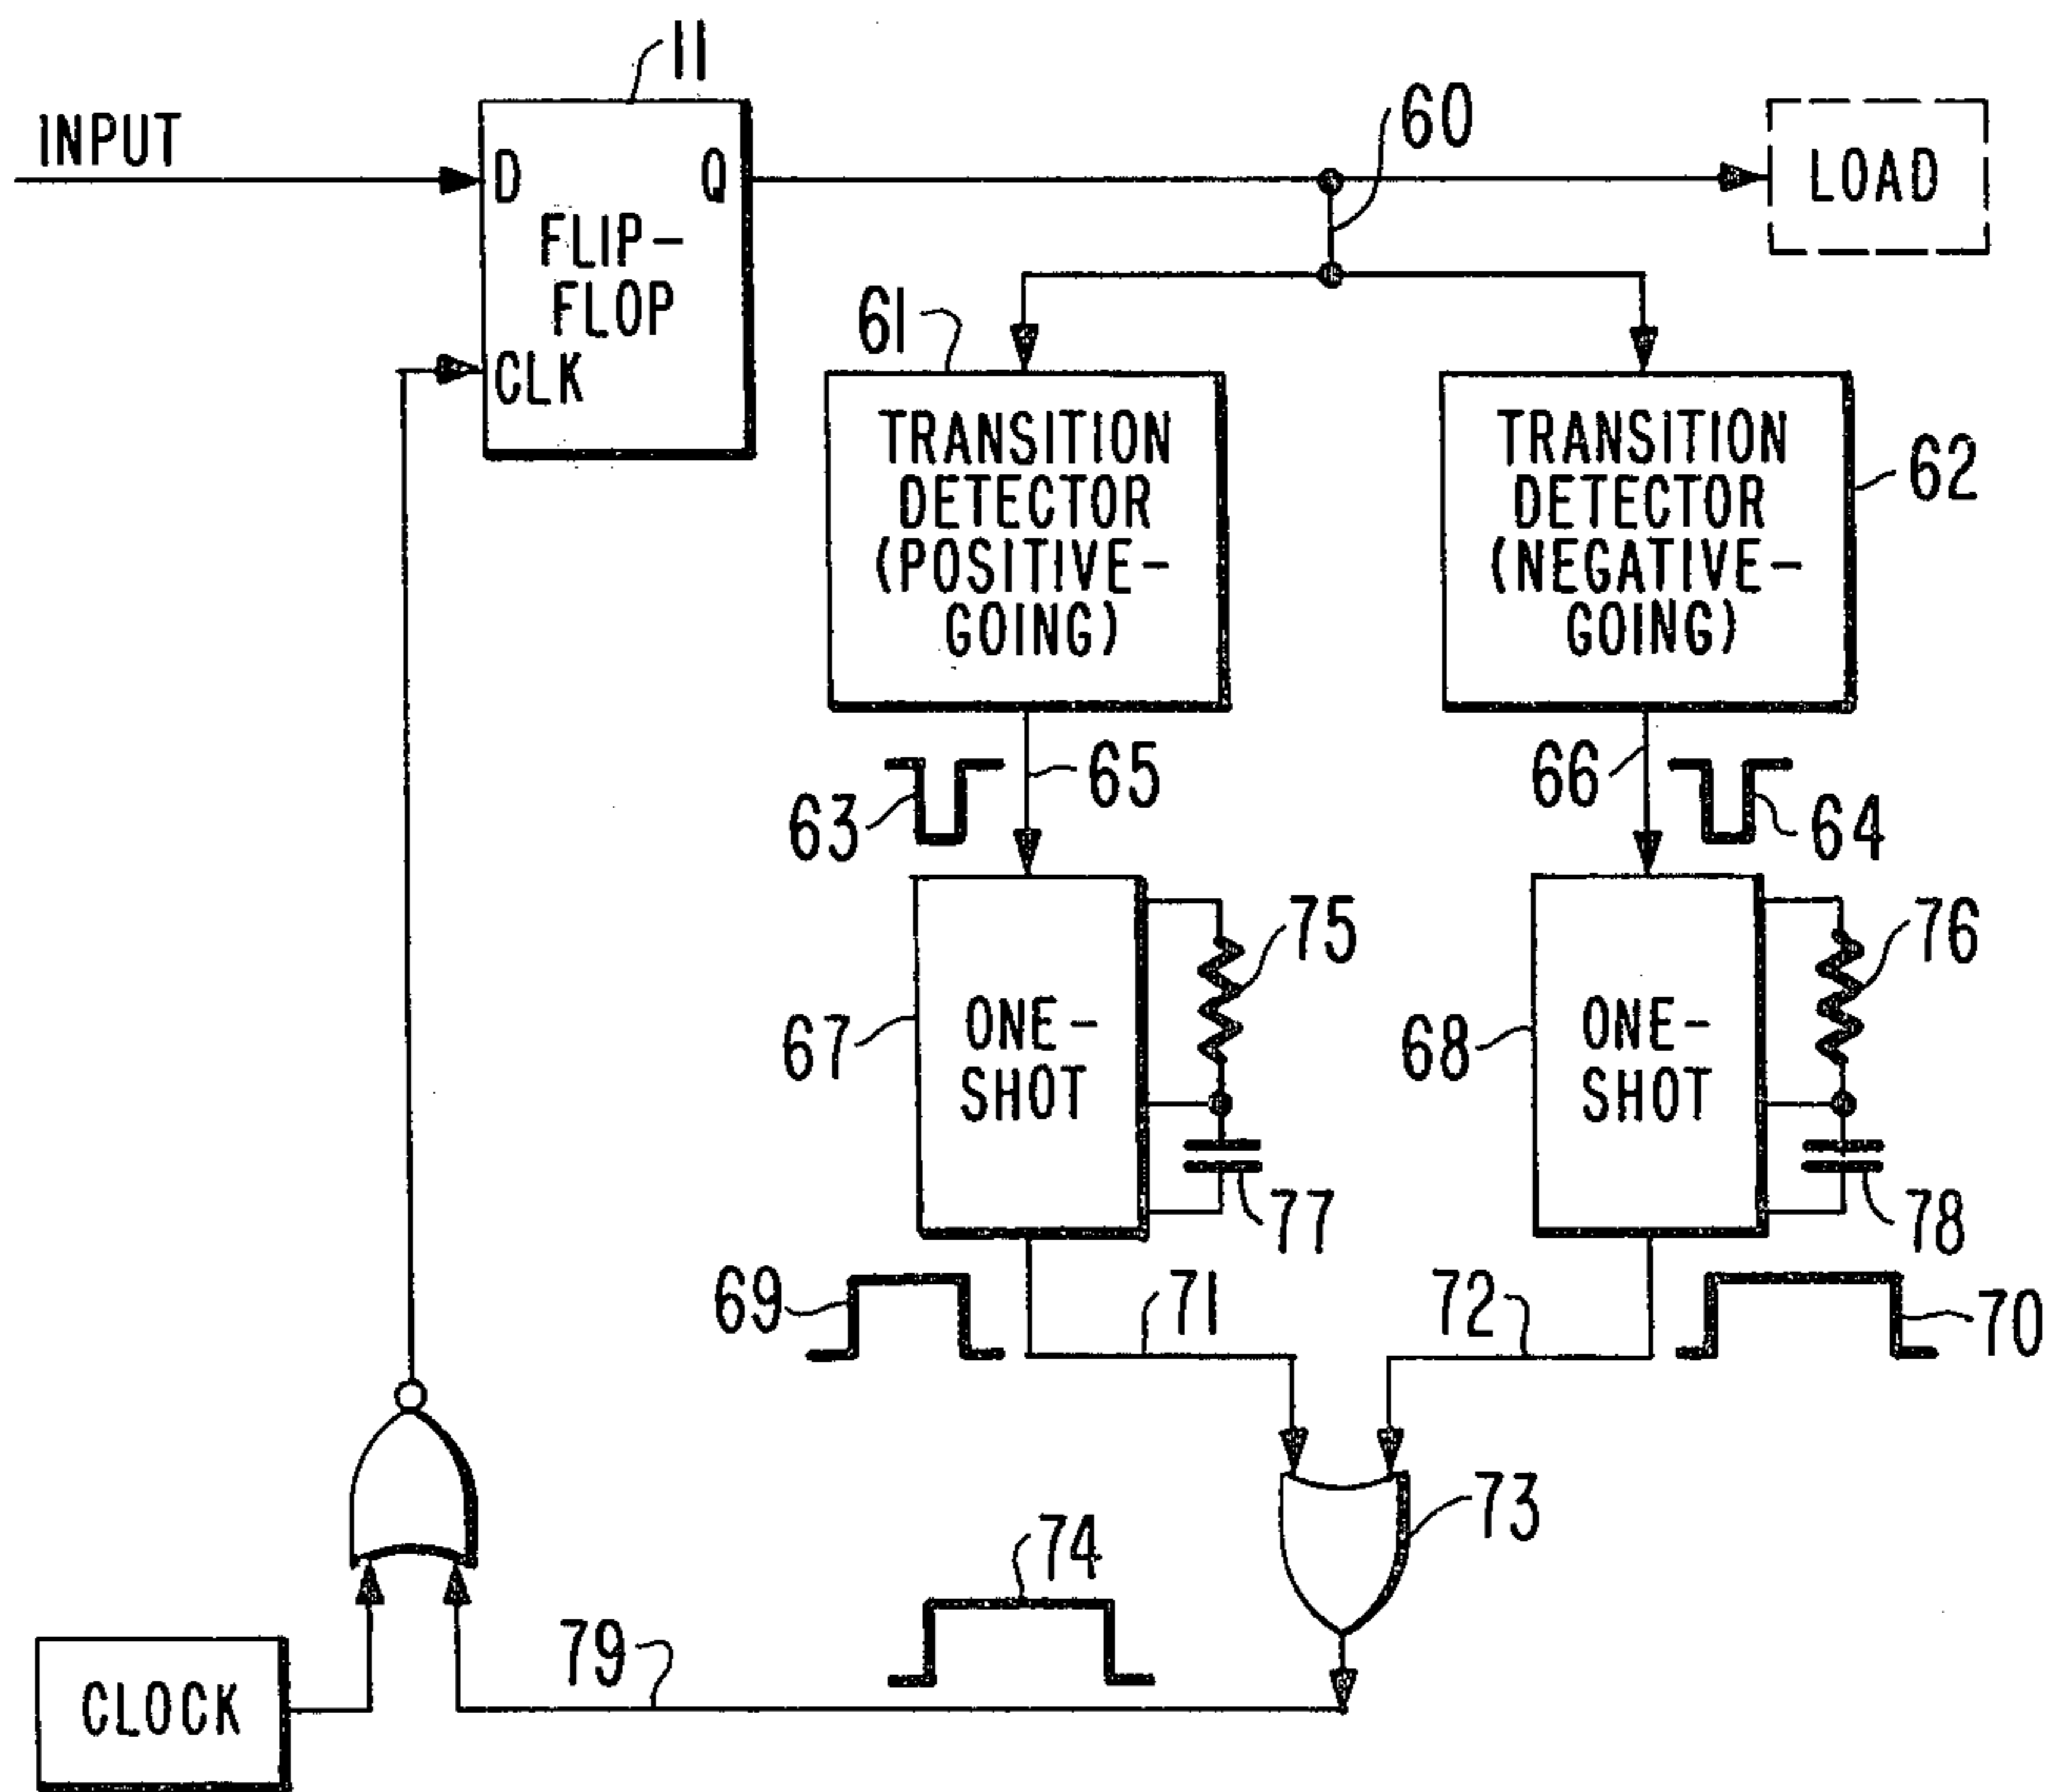 11
INPUT
D
Q
FLIP-
FLOP
CLK
60
LOAD
61
TRANSITION
DETECTOR
(POSITIVE-
GOING)
TRANSITION
DETECTOR
(NEGATIVE-
GOING)
62
63
65
66
64
67
ONE-
SHOT
75
77
68
ONE-
SHOT
76
78
69
71
72
70
73
74
79
CLOCK